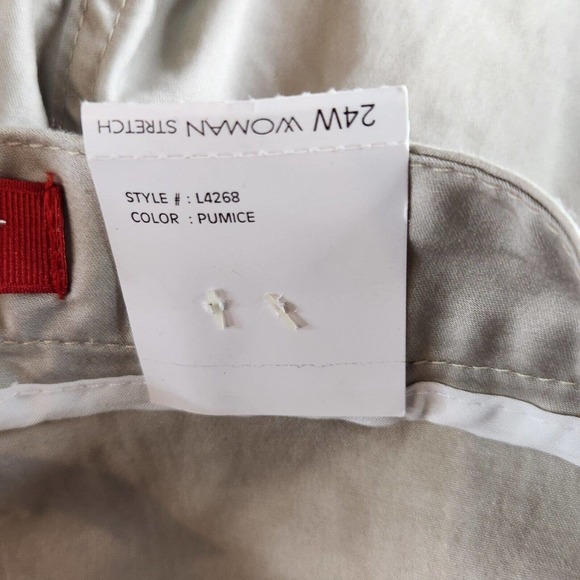 24W WOMAN STRETCH
STYLE # : L4268
COLOR : PUMICE